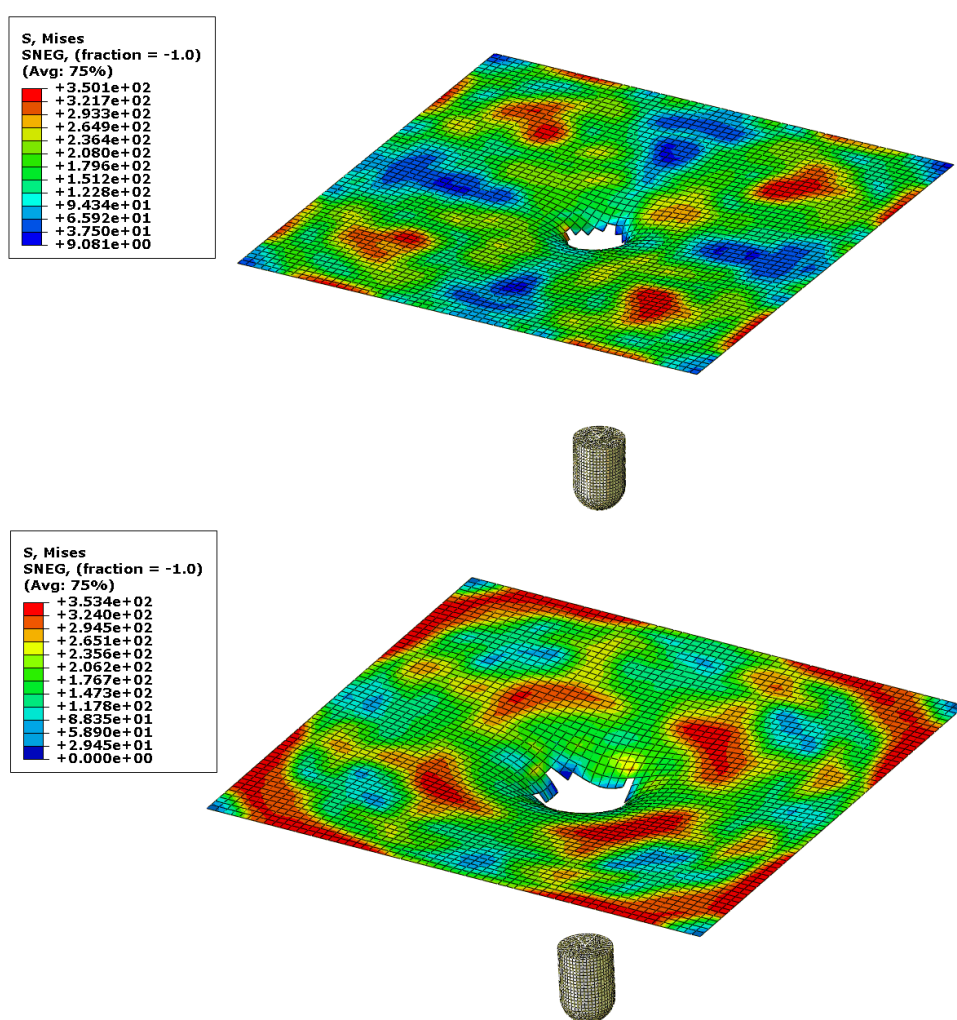 S, Mises
SNEG, (fraction = -1.0)
(Avg: 75%)
+3.501e+02
+3.217e+02
+2.933e+02
+2.649e+02
+2.364e+02
+2.080e+02
+1.796e+02
+1.512e+02
+1.228e+02
+9.434e+01
+6.592e+01
+3.750e+01
+9.081e+00
S, Mises
SNEG, (fraction = -1.0)
(Avg: 75%)
+3.534e+02
+3.240e+02
+2.945e+02
+2.651e+02
+2.356e+02
+2.062e+02
+1.767e+02
+1.473e+02
+1.178e+02
+8.835e+01
+5.890e+01
+2.945e+01
+0.000e+00